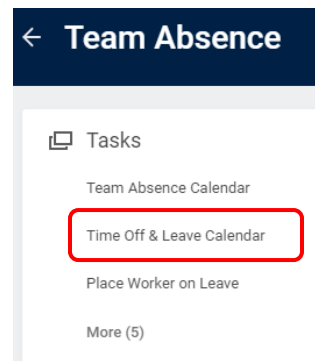 Team Absence
Tasks
Team Absence Calendar
Time Off & Leave Calendar
Place Worker on Leave
More (5)